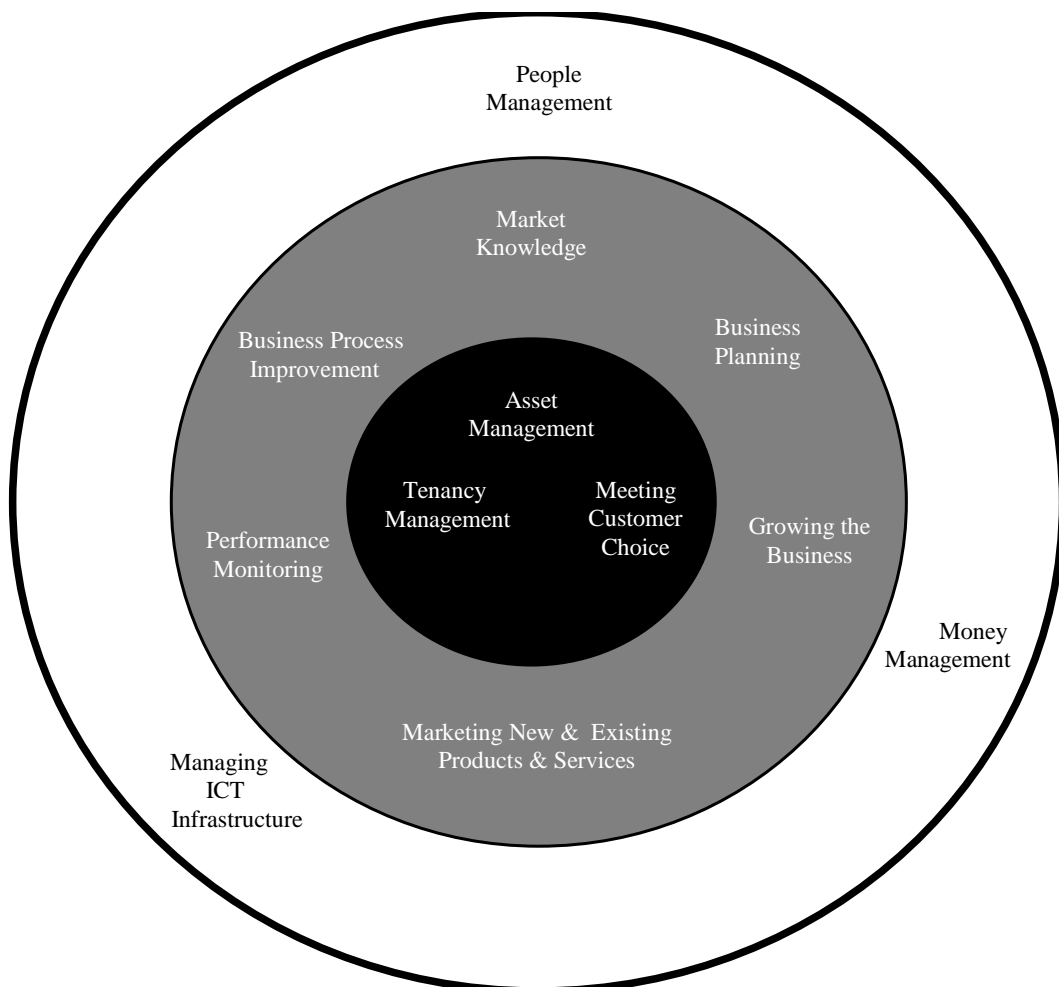 People
Management
Market
Knowledge
Business Process
Improvement
Business
Planning
Asset
Management
Tenancy
Management
Meeting
Customer
Choice
Performance
Monitoring
Growing the
Business
Money
Management
Marketing New & Existing
Products & Services
Managing
ICT
Infrastructure